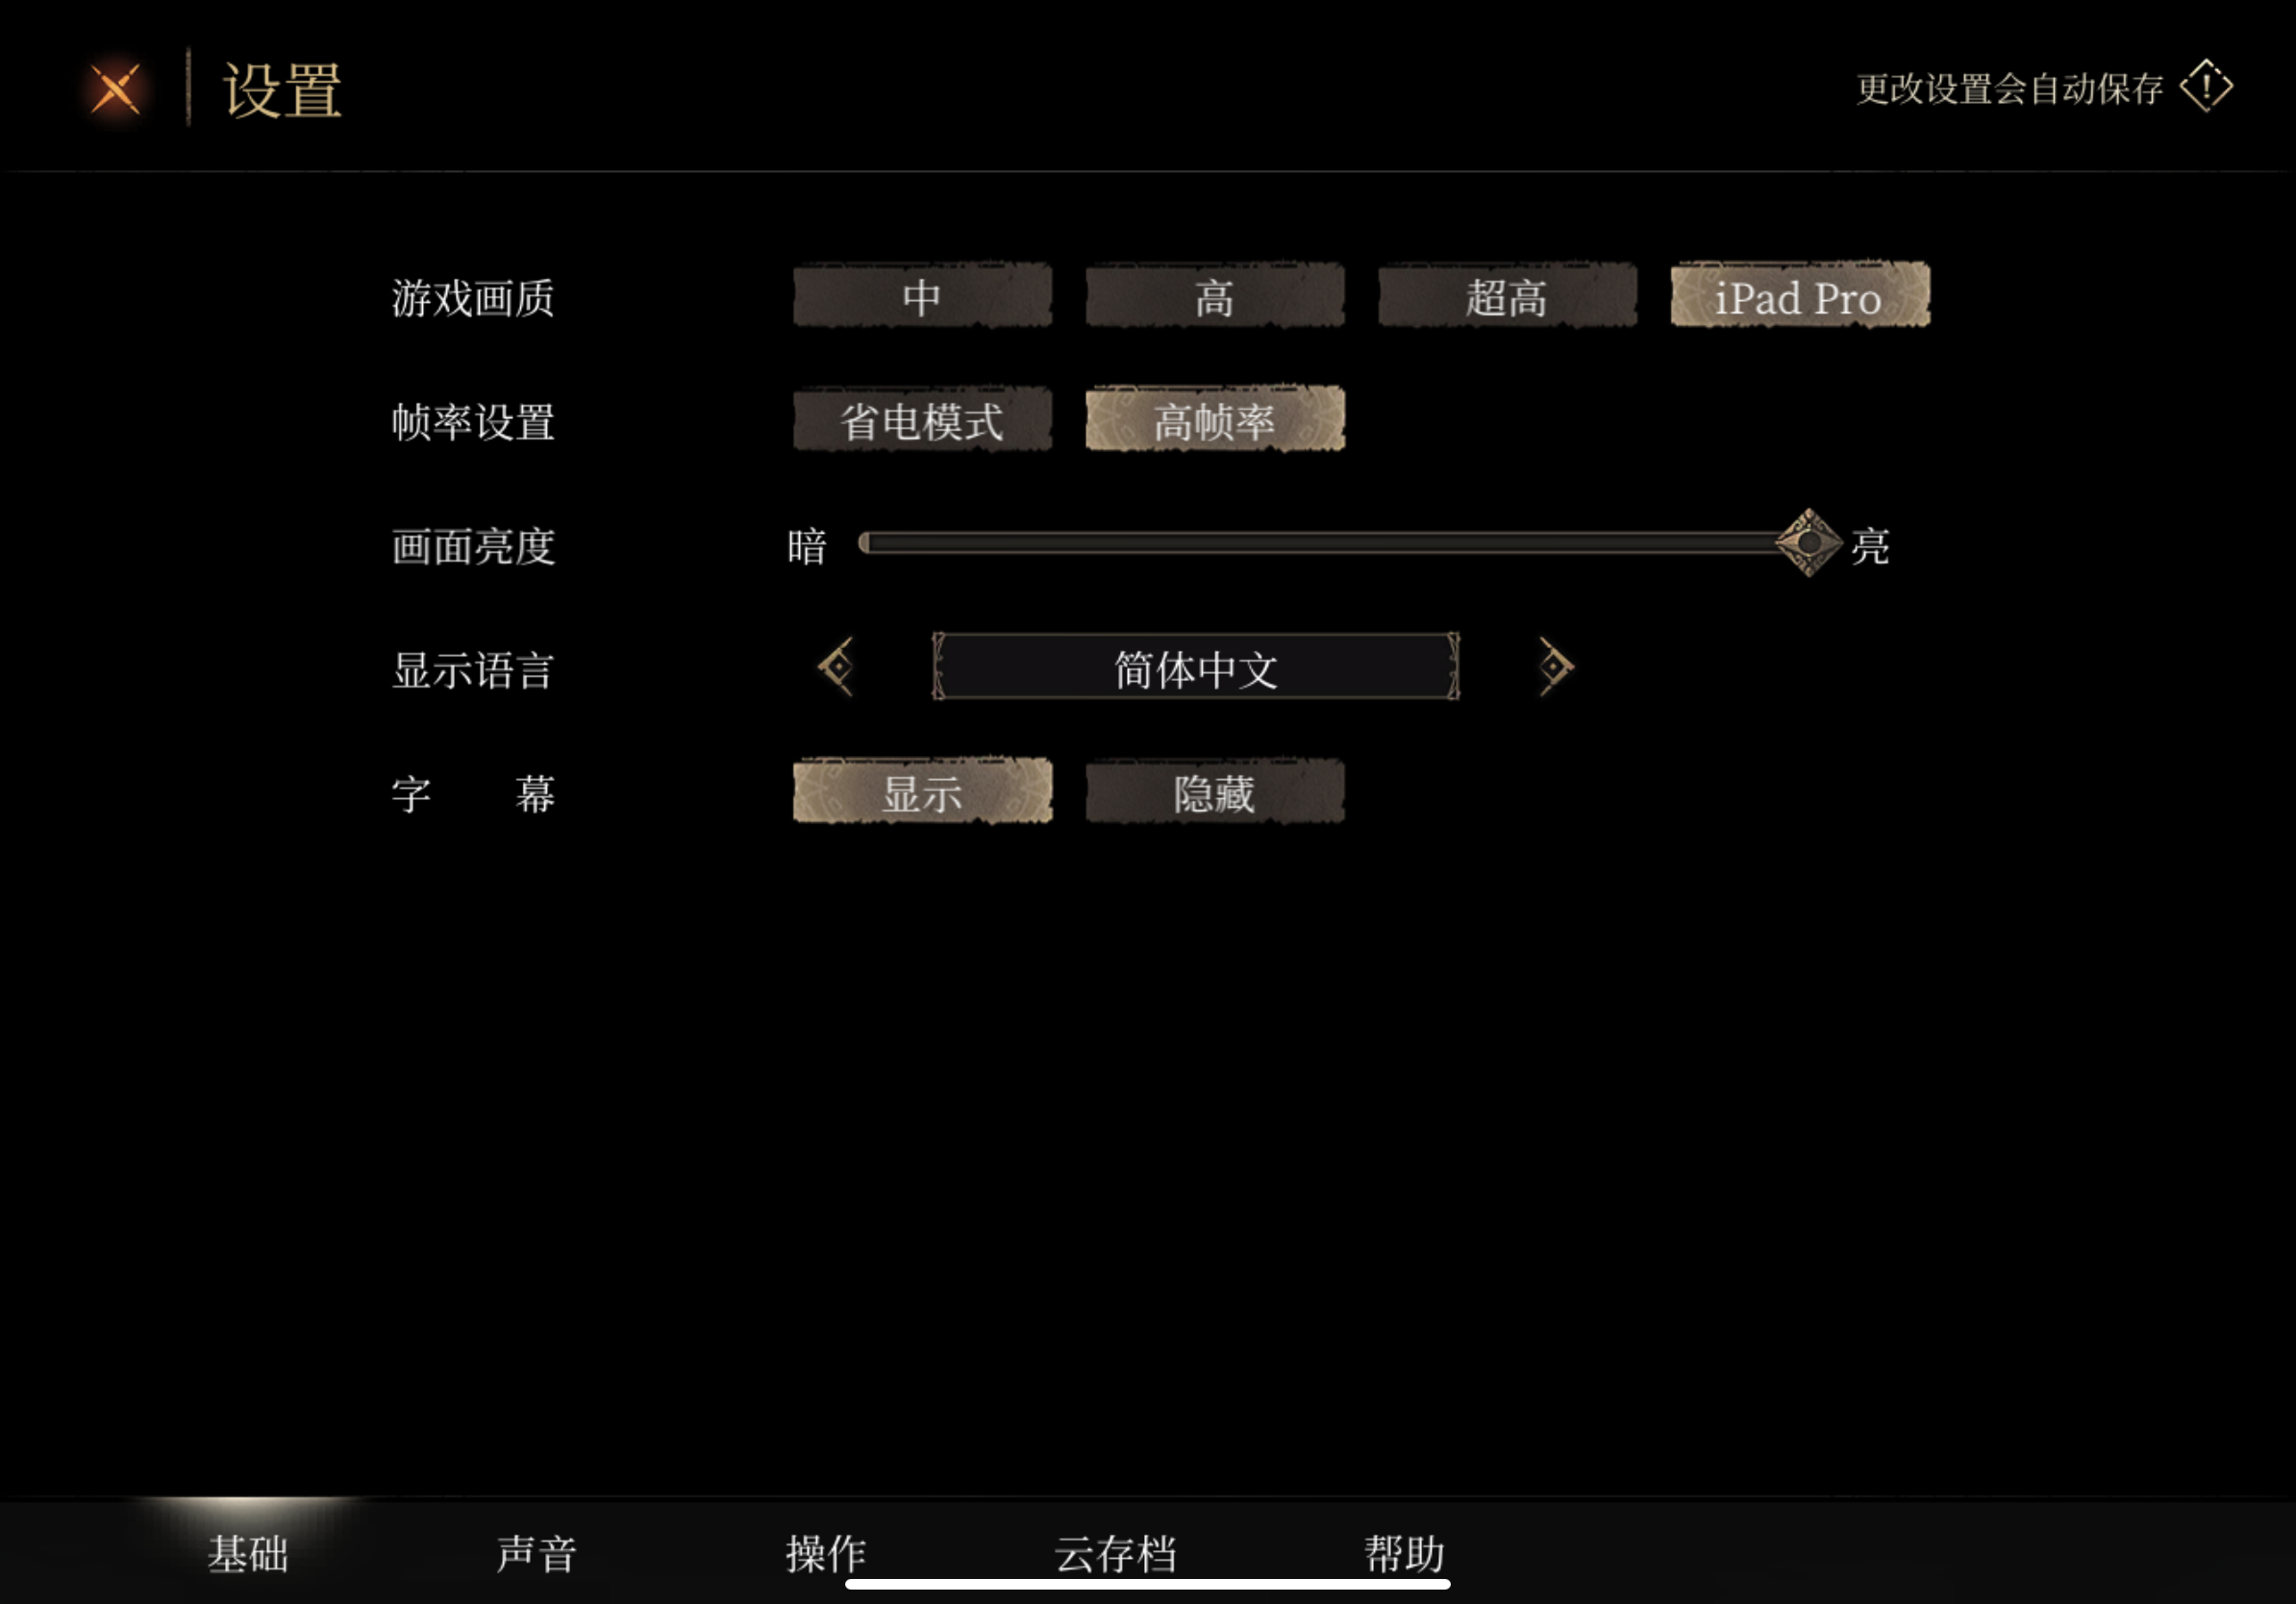 设置
更改设置会自动保存
游戏画质 中 高 超高 iPad Pro
帧率设置 省电模式 高帧率
画面亮度 暗 亮
显示语言 简体中文
字 幕 显示 隐藏
基础 声音 操作 云存档 帮助